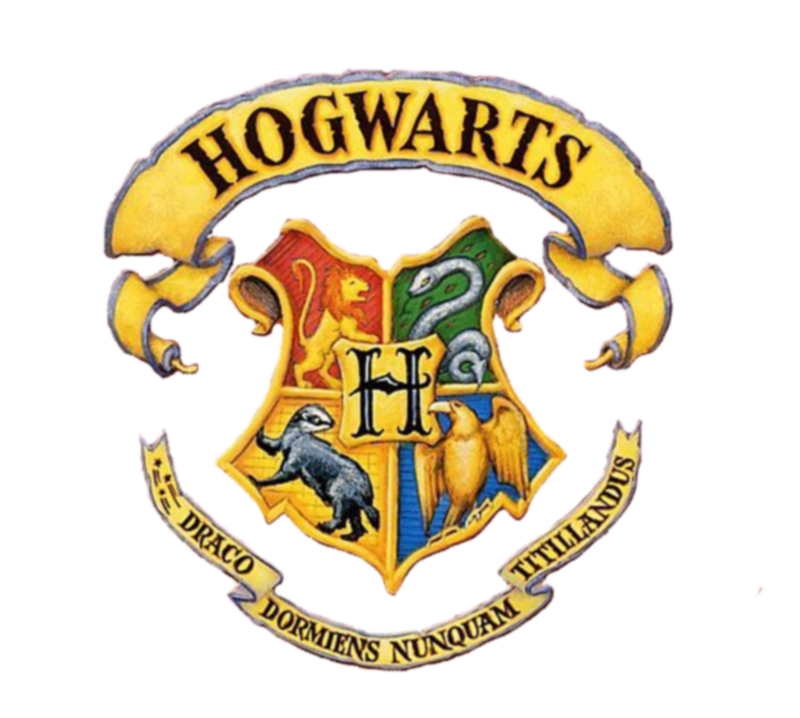 HOGWARTS
H
DRACO
DORMIENS NUNQUAM
TITILLANDUS